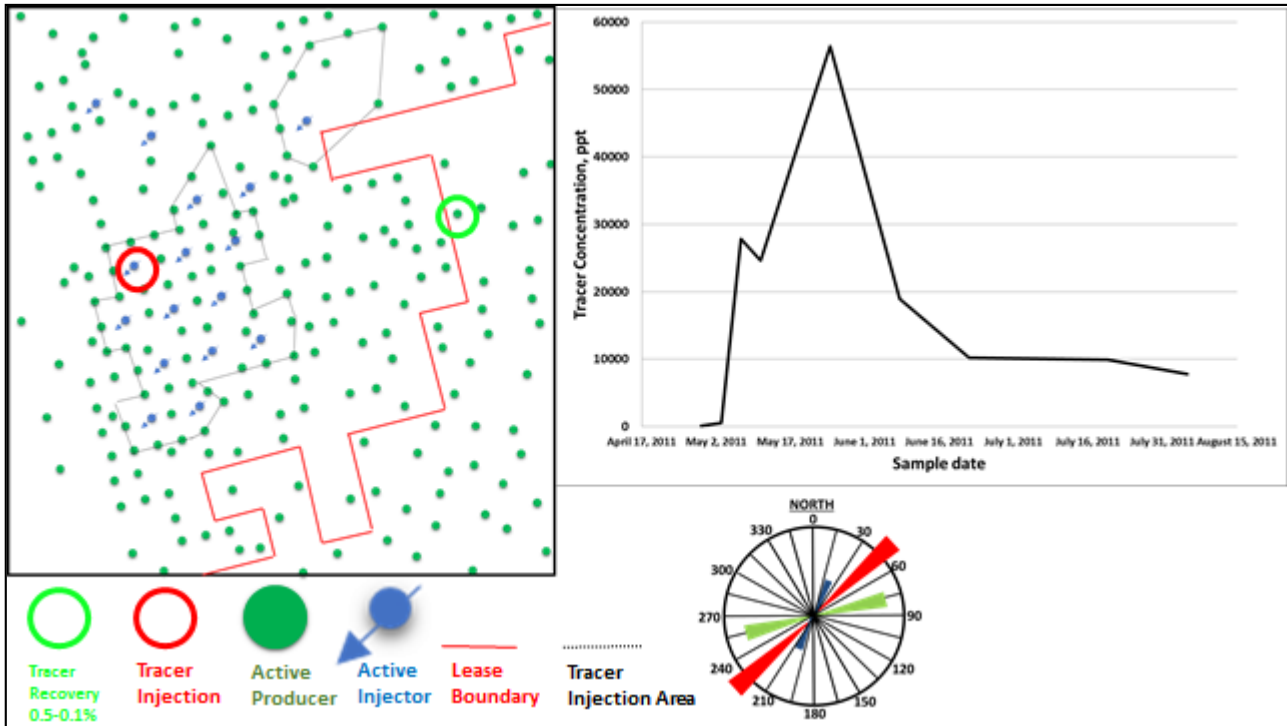 60000
50000
40000
30000
20000
10000
0
Tracer Concentration, ppt
April 17, 2011 May 2, 2011 May 17, 2011 June 1, 2011 June 16, 2011 July 1, 2011 July 16, 2011 July 31, 2011 August 15, 2011
Sample date
NORTH
0
30
60
90
120
150
180
210
240
270
300
330
Tracer
Recovery
0.5-0.1%
Tracer
Injection
Active
Producer
Active
Injector
Lease
Boundary
Tracer
Injection Area